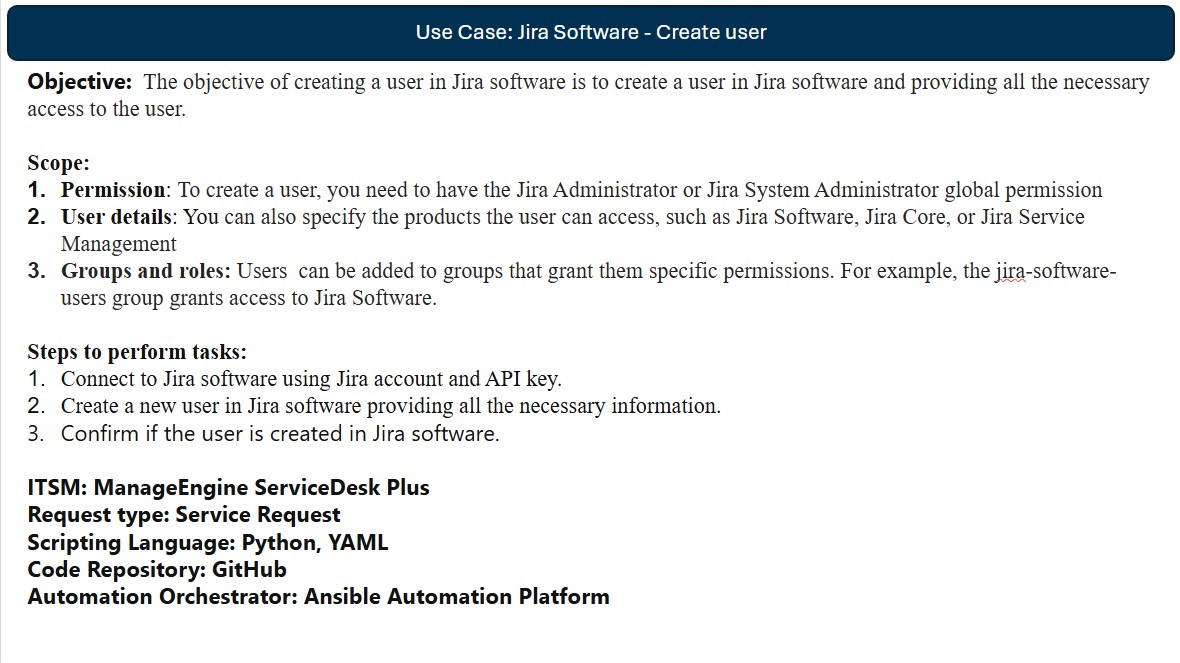 Use Case: Jira Software - Create user
Objective:  The objective of creating a user in Jira software is to create a user in Jira software and providing all the necessary
access to the user.
Scope:
1. Permission: To create a user, you need to have the Jira Administrator or Jira System Administrator global permission
2. User details: You can also specify the products the user can access, such as Jira Software, Jira Core, or Jira Service
Management
3. Groups and roles: Users  can be added to groups that grant them specific permissions. For example, the jira-software-
users group grants access to Jira Software.
Steps to perform tasks:
1. Connect to Jira software using Jira account and API key.
2. Create a new user in Jira software providing all the necessary information.
3. Confirm if the user is created in Jira software.
ITSM: ManageEngine ServiceDesk Plus
Request type: Service Request
Scripting Language: Python, YAML
Code Repository: GitHub
Automation Orchestrator: Ansible Automation Platform